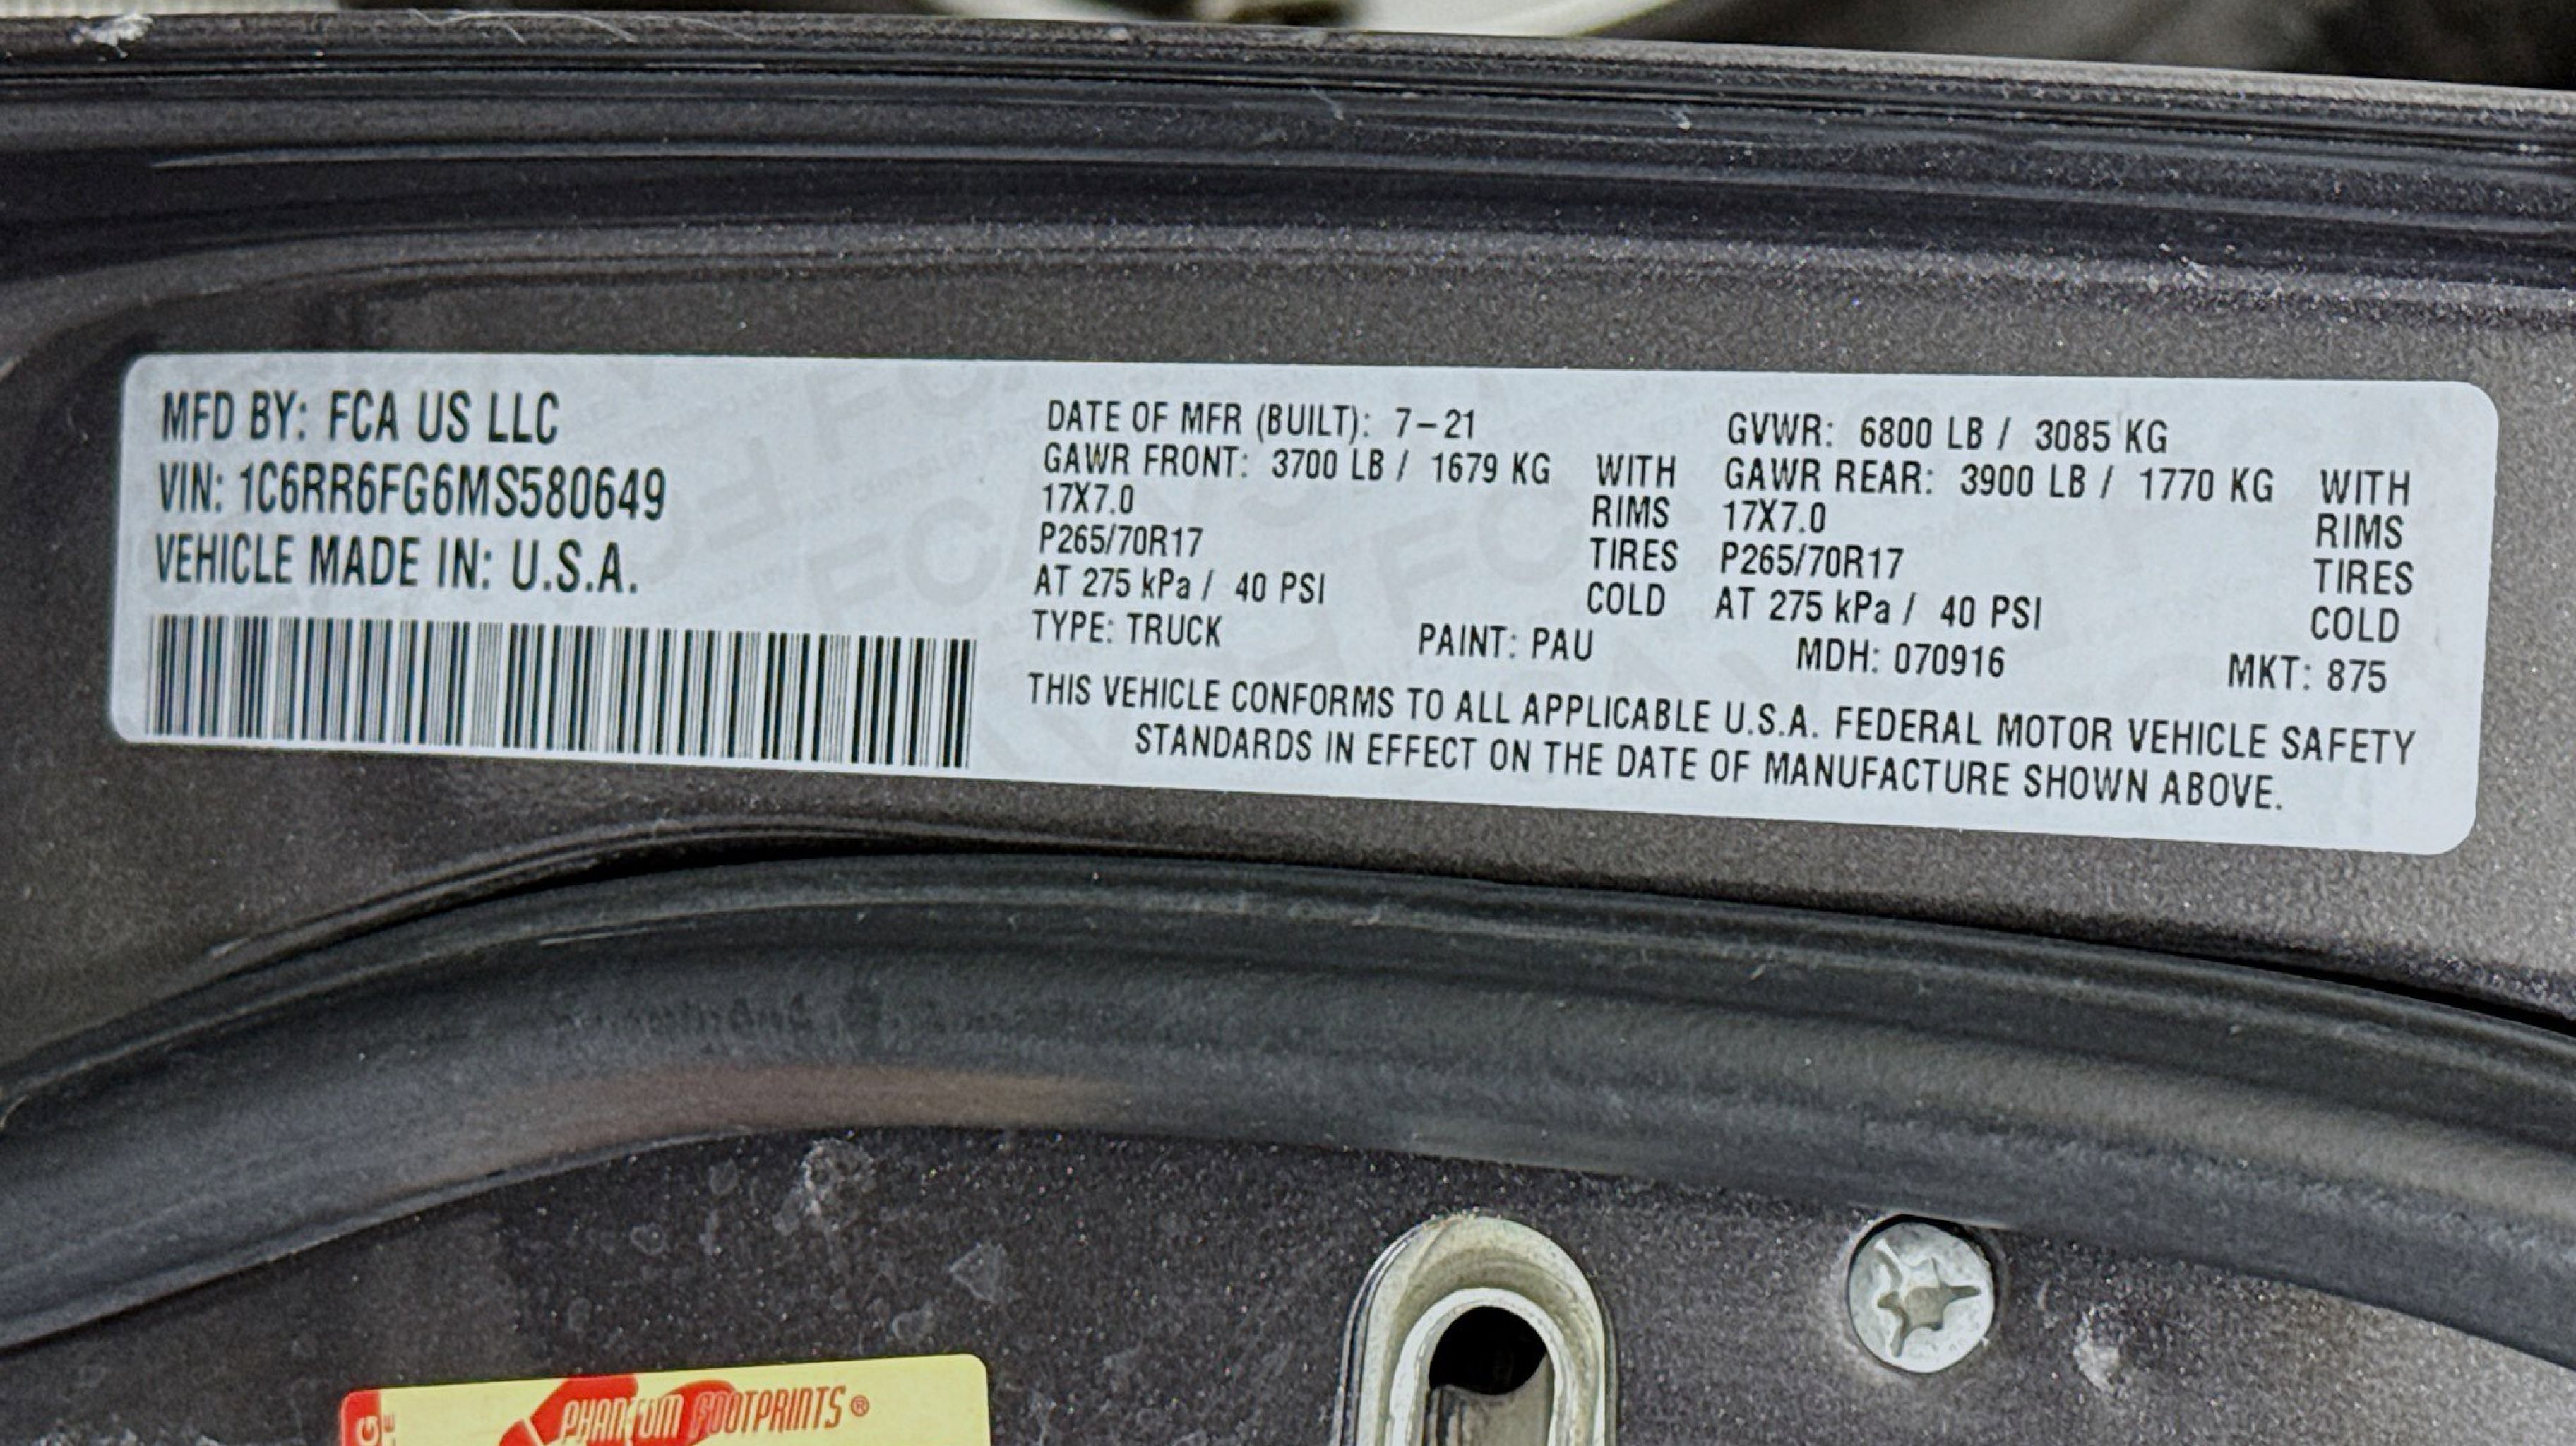 MFD BY: FCA US LLC
VIN: 1C6RR6FG6MS580649
VEHICLE MADE IN: U.S.A.
DATE OF MFR (BUILT): 7-21
GAWR FRONT: 3700 LB / 1679 KG WITH
17X7.0 RIMS
P265/70R17 TIRES
AT 275 kPa / 40 PSI COLD
GVWR: 6800 LB / 3085 KG
GAWR REAR: 3900 LB / 1770 KG WITH
17X7.0 RIMS
P265/70R17 TIRES
AT 275 kPa / 40 PSI COLD
TYPE: TRUCK PAINT: PAU MDH: 070916 MKT: 875
THIS VEHICLE CONFORMS TO ALL APPLICABLE U.S.A. FEDERAL MOTOR VEHICLE SAFETY
STANDARDS IN EFFECT ON THE DATE OF MANUFACTURE SHOWN ABOVE.
PHANTOM FOOTPRINTS®